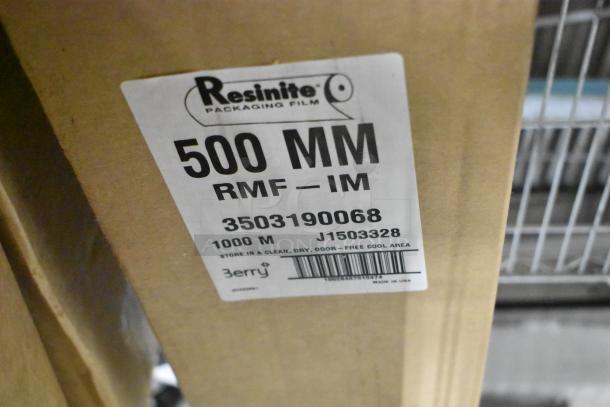 Resinite®
PACKAGING FILM
500 MM
RMF – IM
3503190068
1000 M J1503328
STORE IN A CLEAN, DRY, ODOR - FREE COOL AREA
Berry
MADE IN USA